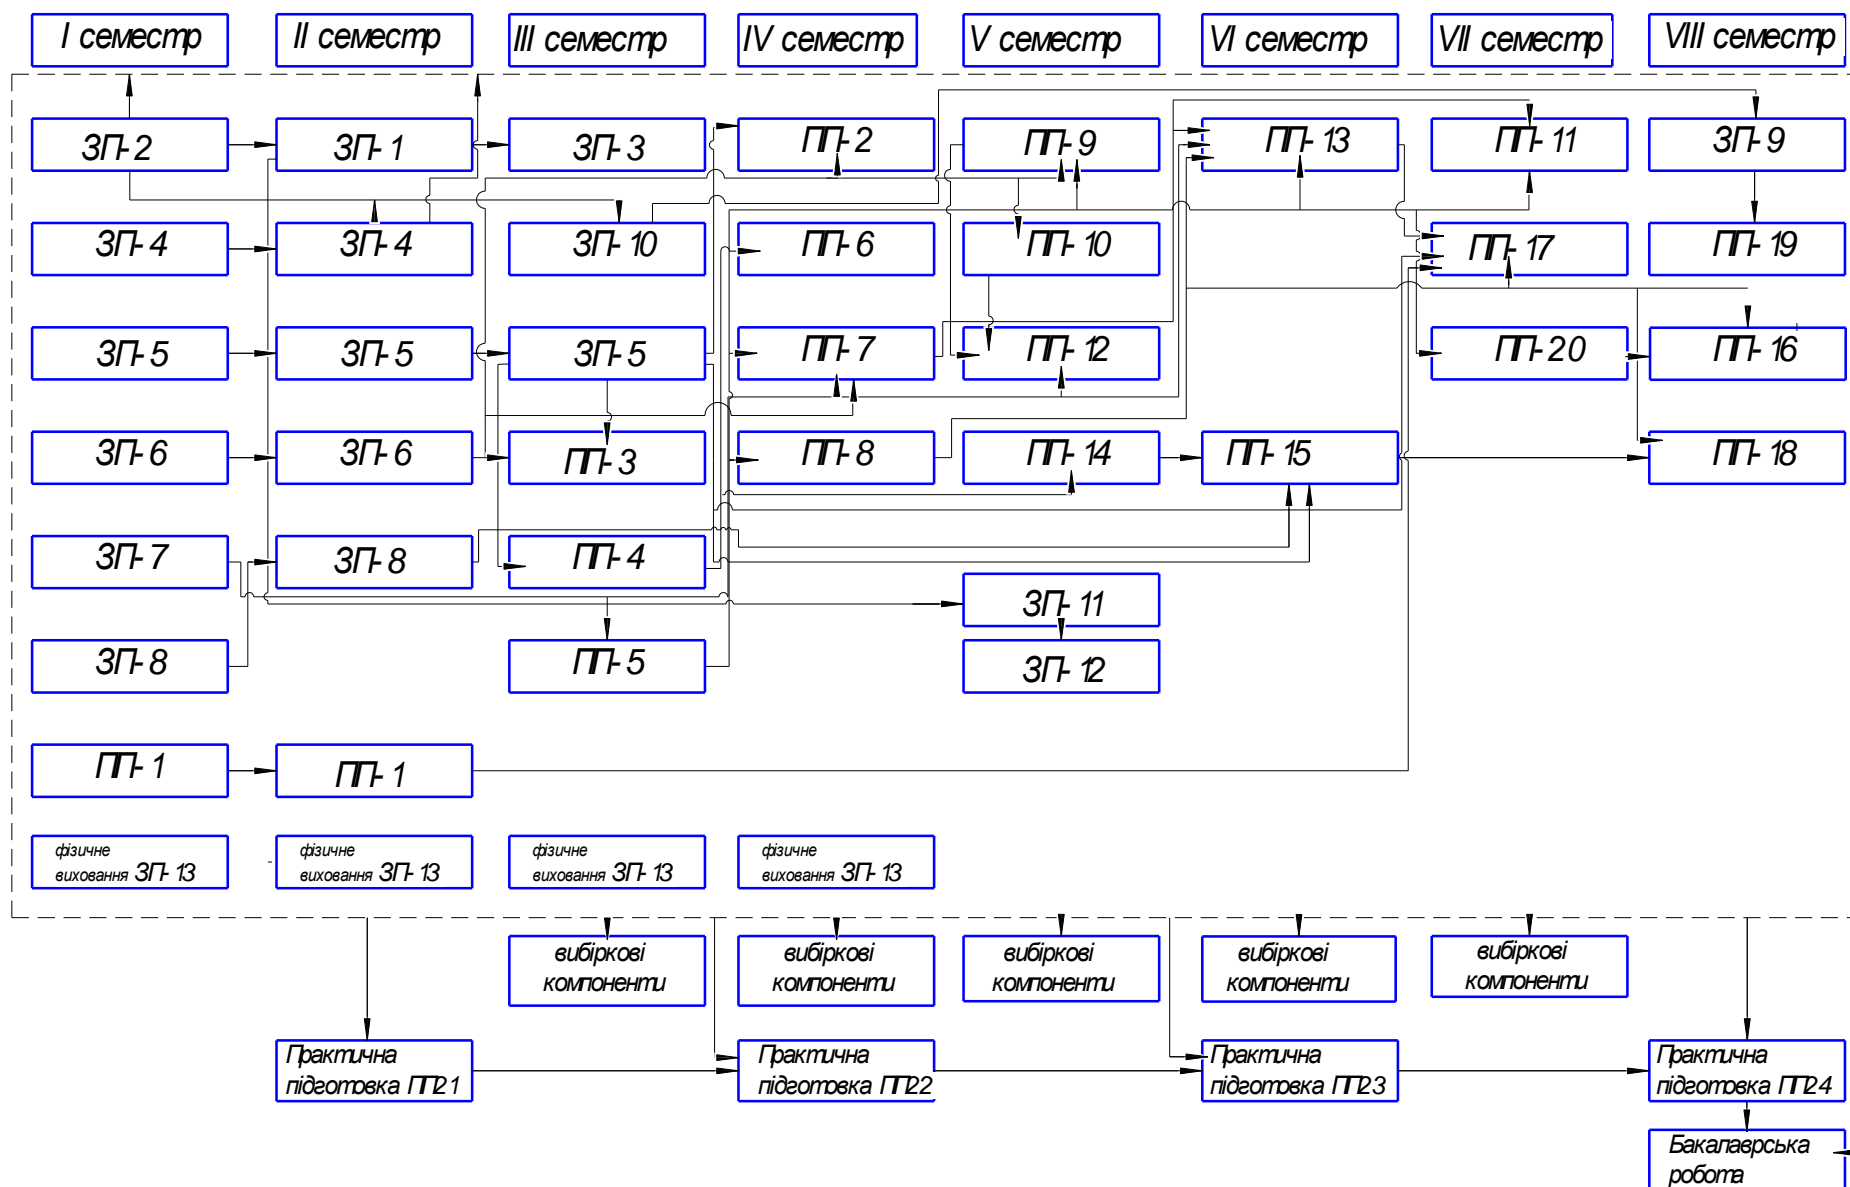 I семестр
II семестр
III семестр
IV семестр
V семестр
VI семестр
VII семестр
VIII семестр
ЗП-2
ЗП-1
ЗП-3
ПП-2
ПП-9
ПП-13
ПП-11
ЗП-9
ЗП-4
ЗП-4
ЗП-10
ПП-6
ПП-10
ПП-17
ПП-19
ЗП-5
ЗП-5
ЗП-5
ПП-7
ПП-12
ПП-20
ПП-16
ЗП-6
ЗП-6
ПП-3
ПП-8
ПП-14
ПП-15
ПП-18
ЗП-7
ЗП-8
ПП-4
ЗП-11
ЗП-8
ПП-5
ЗП-12
ПП-1
ПП-1
фізичне
виховання ЗП-13
фізичне
виховання ЗП-13
фізичне
виховання ЗП-13
фізичне
виховання ЗП-13
вибіркові
компоненти
вибіркові
компоненти
вибіркові
компоненти
вибіркові
компоненти
вибіркові
компоненти
Практична
підготовка ПП21
Практична
підготовка ПП22
Практична
підготовка ПП23
Практична
підготовка ПП24
Бакалаврська
робота